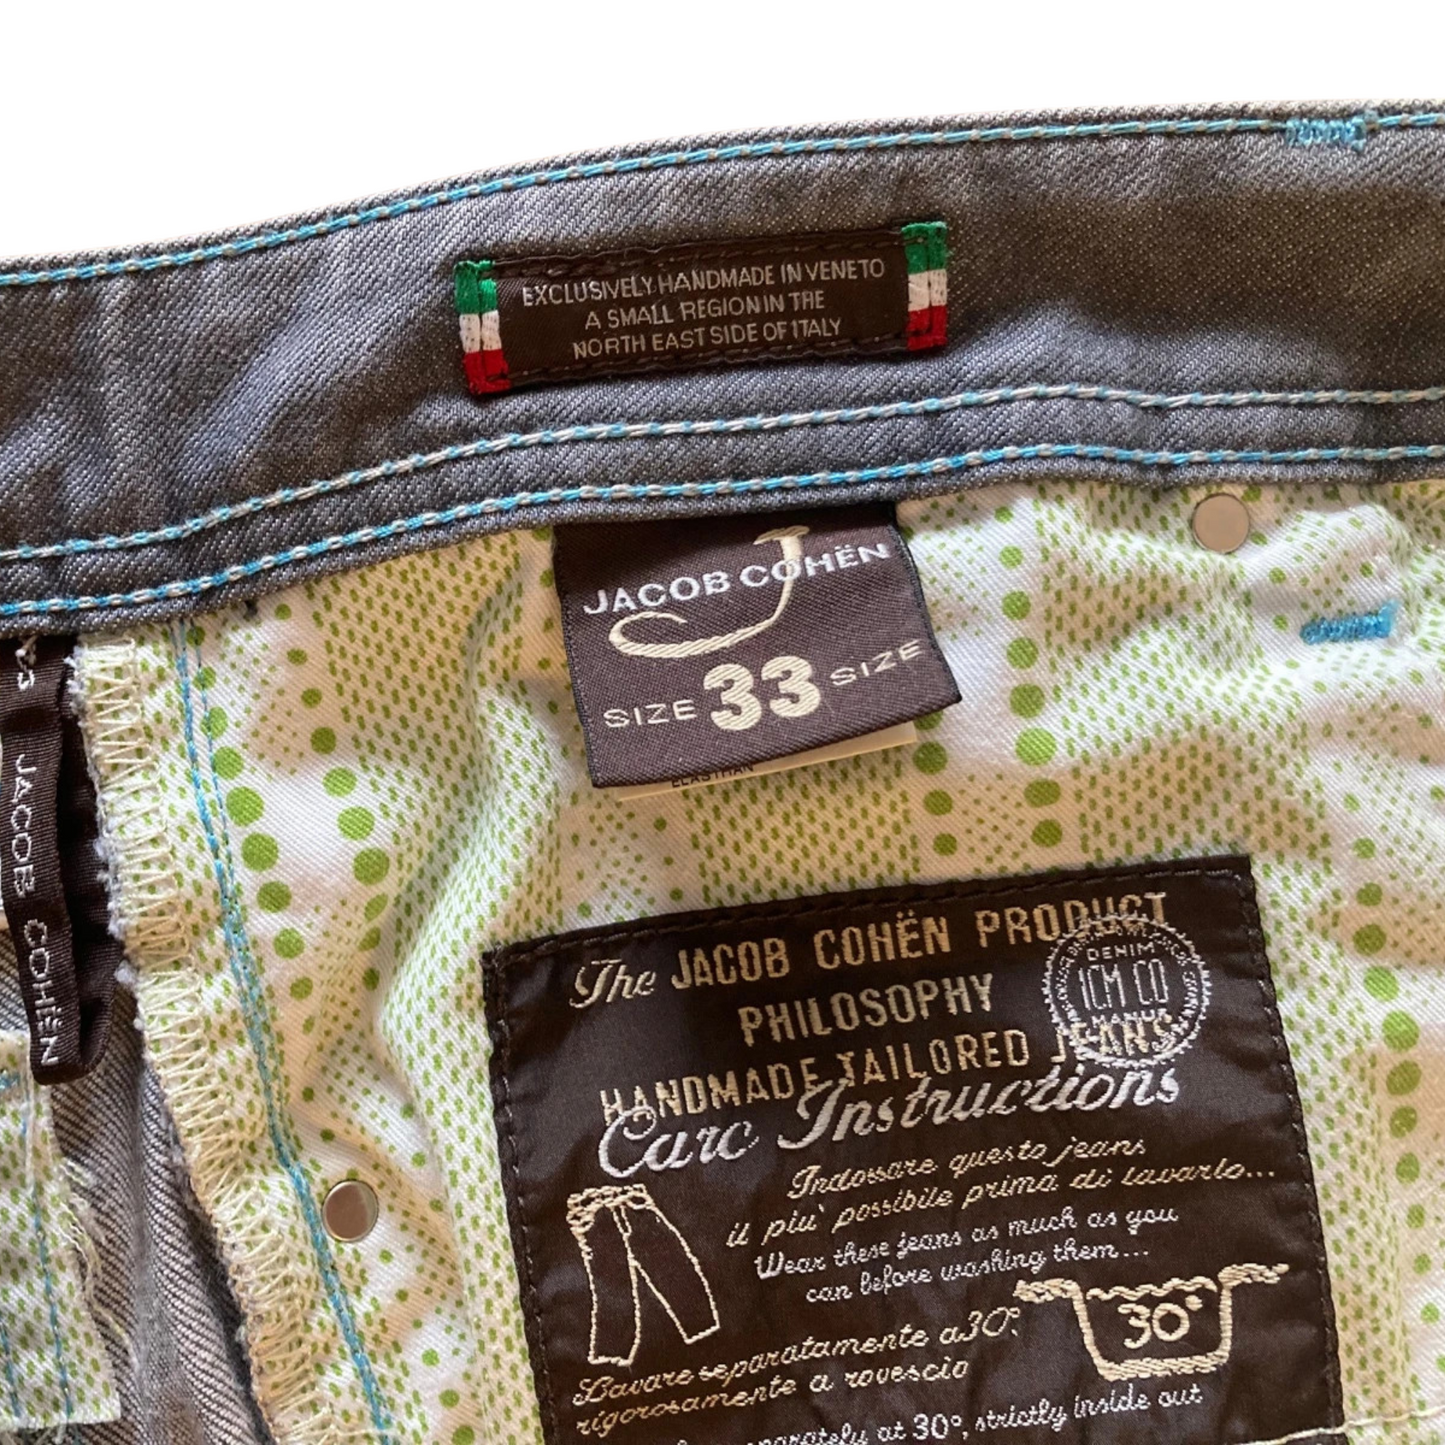 EXCLUSIVELY HANDMADE IN VENETO
A SMALL REGION IN THE
NORTH EAST SIDE OF ITALY
JACOB COHËN
SIZE 33 SIZE
ELASTHAN
JACOB COHËN
The JACOB COHËN PRODUCT
PHILOSOPHY
HANDMADE TAILORED JEANS
DENIM
JCM CO
Care Instructions
Indossare questo jeans
il piu' possibile prima di lavarlo...
Wear these jeans as much as you
can before washing them...
30°
Lavare separatamente a 30°,
rigorosamente a rovescio
separately at 30°, strictly inside out